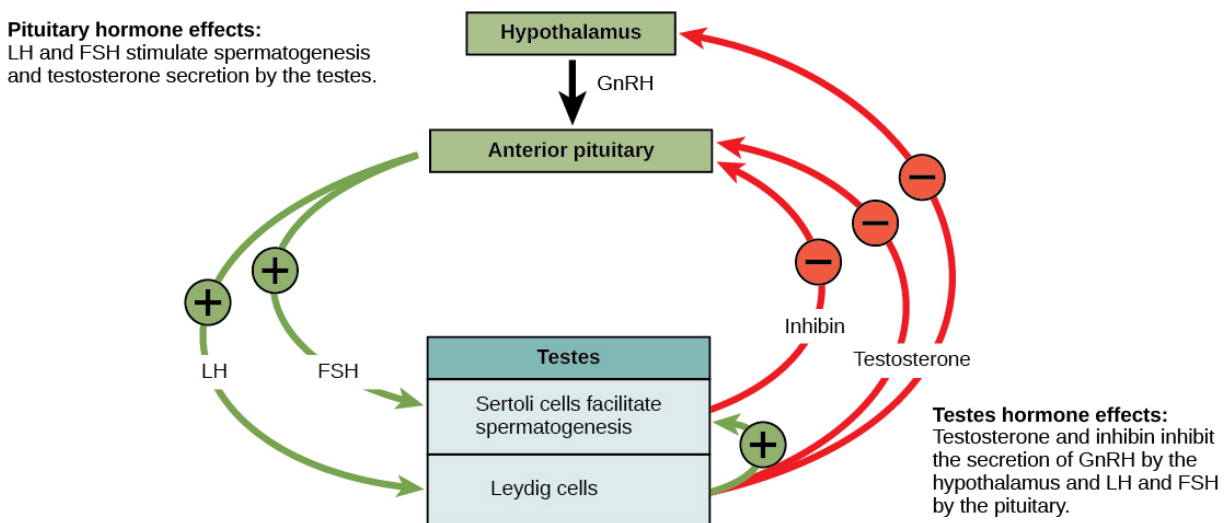 Pituitary hormone effects:
LH and FSH stimulate spermatogenesis
and testosterone secretion by the testes.
Hypothalamus
GnRH
Anterior pituitary
LH
FSH
Inhibin
Testosterone
Testes
Sertoli cells facilitate
spermatogenesis
Leydig cells
Testes hormone effects:
Testosterone and inhibin inhibit
the secretion of GnRH by the
hypothalamus and LH and FSH
by the pituitary.